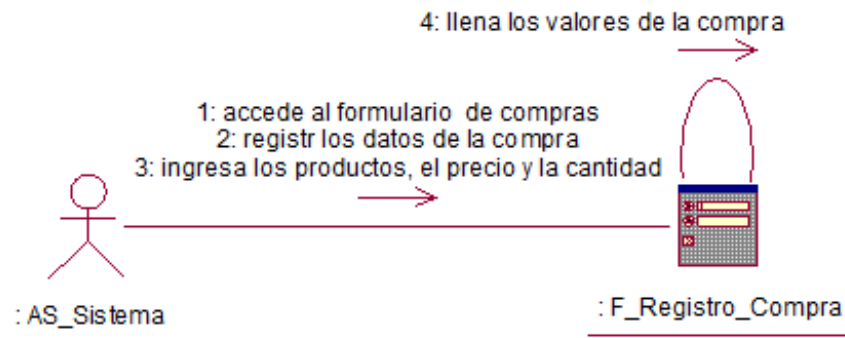 4: llena los valores de la compra
1: accede al formulario de compras
2: registr los datos de la compra
3: ingresa los productos, el precio y la cantidad
: AS_Sistema
: F_Registro_Compra